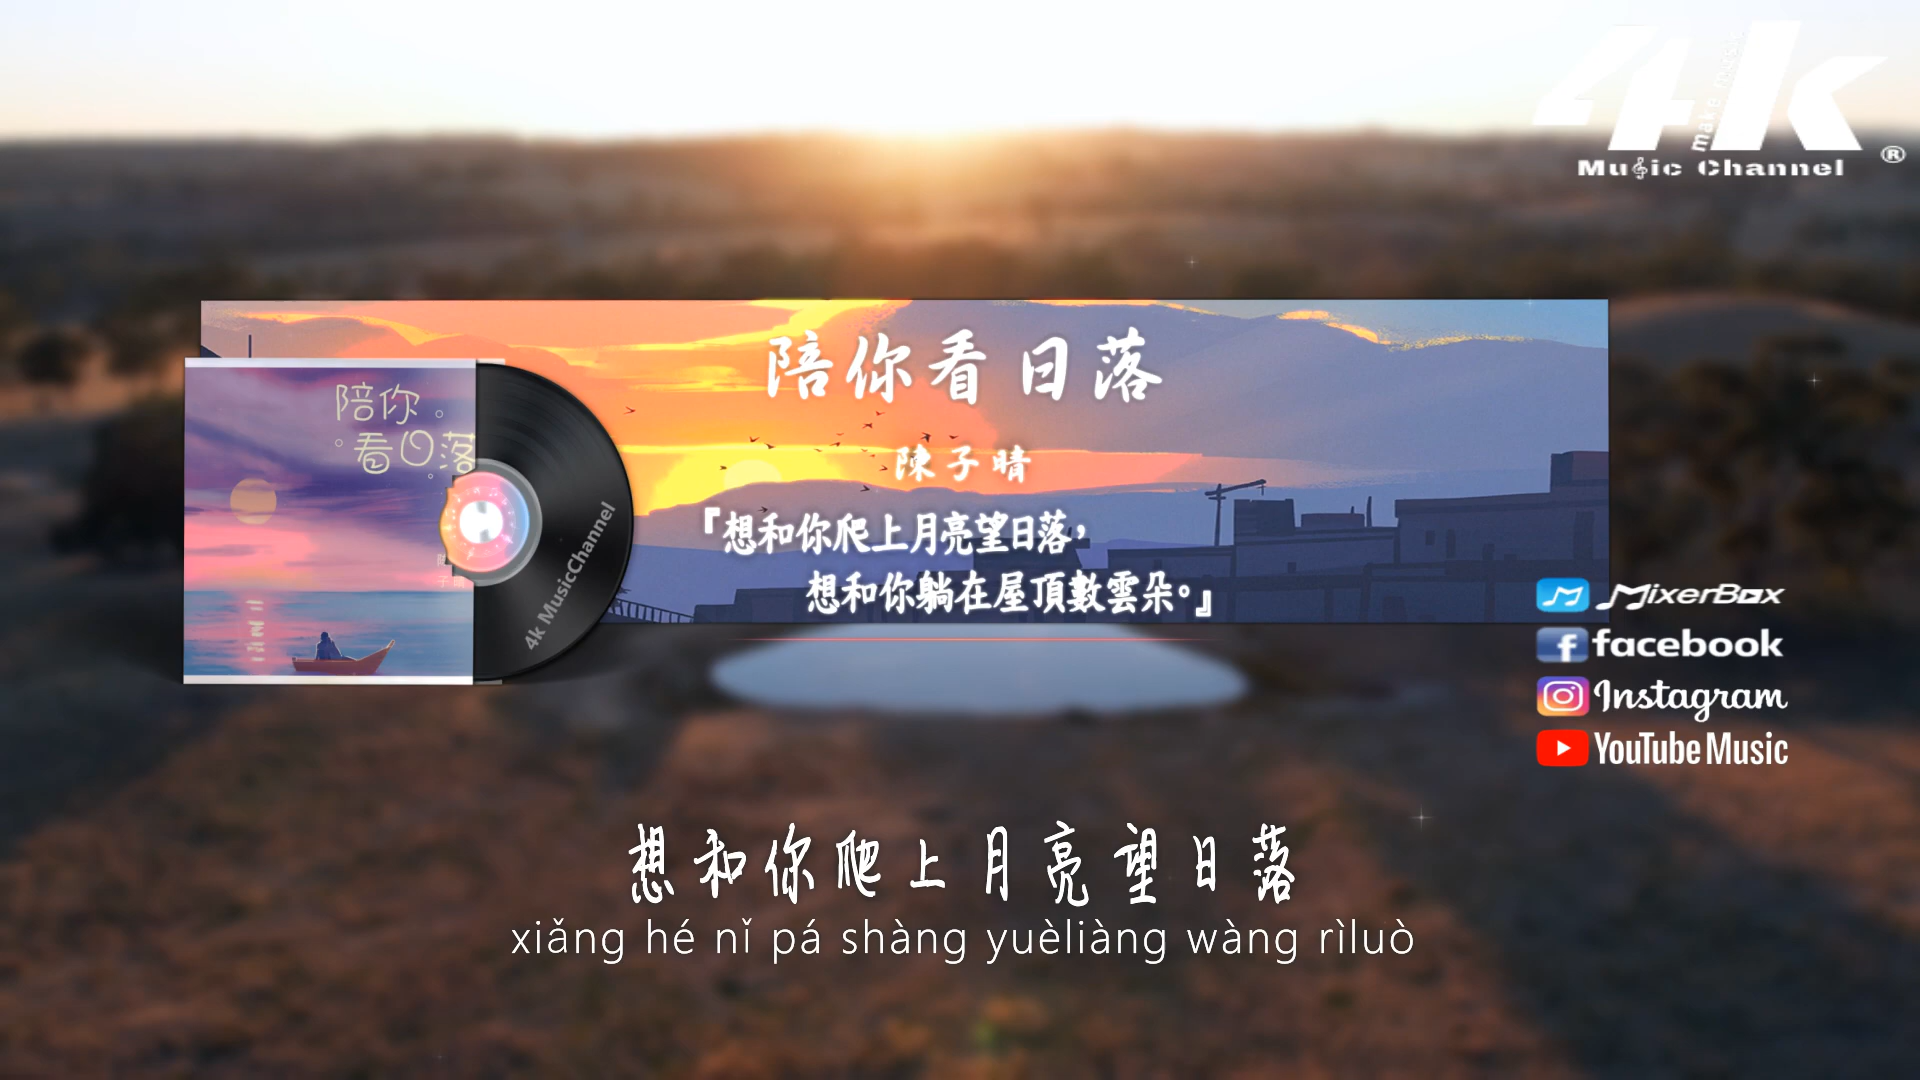 4k
make music
Music Channel
®
陪你看日落
陳子晴
『想和你爬上月亮望日落，
想和你躺在屋頂數雲朵。』
陪你
看日落
4k MusicChannel
MixerBox
facebook
Instagram
YouTube Music
想和你爬上月亮望日落
xiǎng hé nǐ pá shàng yuèliàng wàng rìluò